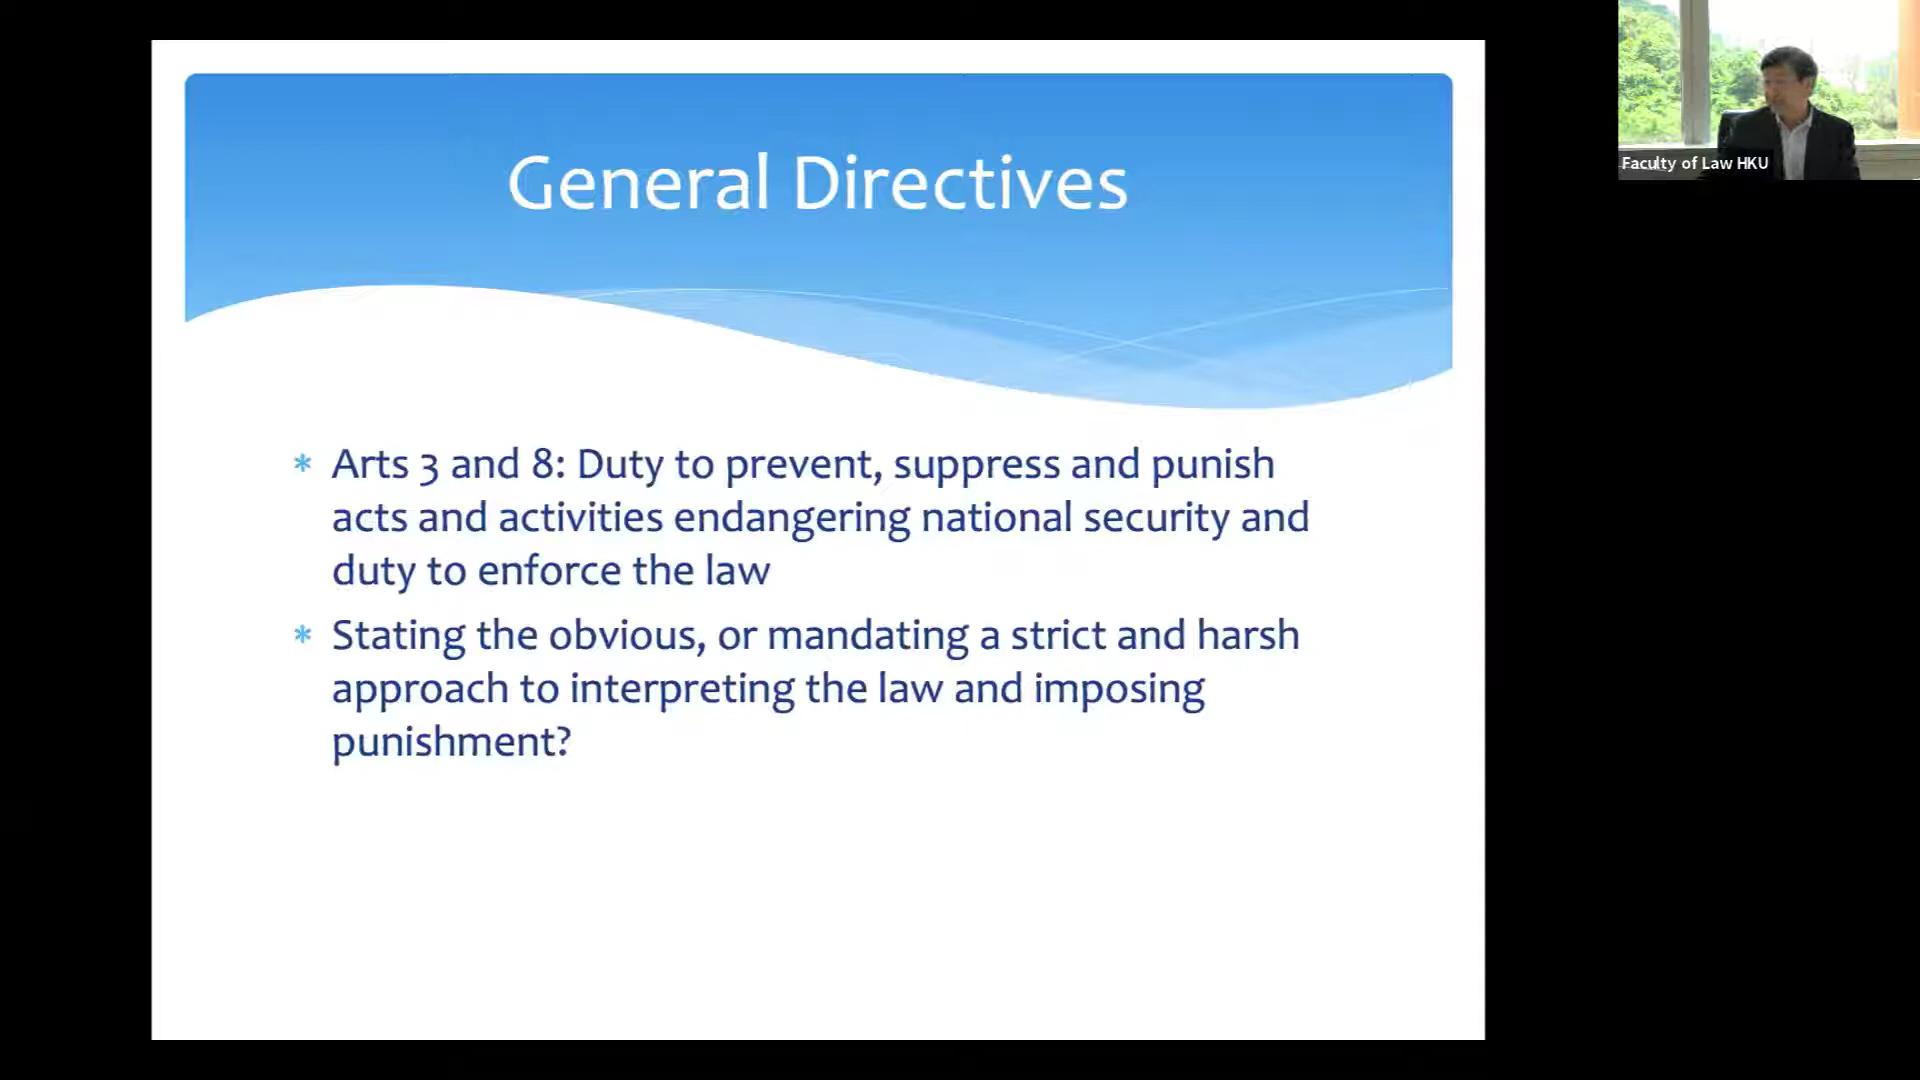 General Directives
Faculty of Law HKU
* Arts 3 and 8: Duty to prevent, suppress and punish
acts and activities endangering national security and
duty to enforce the law
* Stating the obvious, or mandating a strict and harsh
approach to interpreting the law and imposing
punishment?